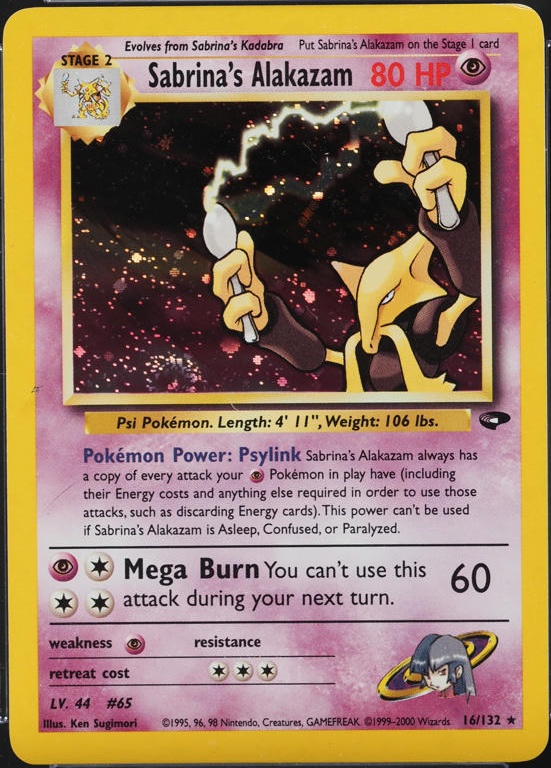 Evolves from Sabrina's Kadabra Put Sabrina's Alakazam on the Stage 1 card
STAGE 2
Sabrina's Alakazam 80 HP
Psi Pokémon. Length: 4' 11", Weight: 106 lbs.
Pokémon Power: Psylink Sabrina's Alakazam always has
a copy of every attack your Pokémon in play have (including
their Energy costs and anything else required in order to use those
attacks, such as discarding Energy cards). This power can't be used
if Sabrina's Alakazam is Asleep, Confused, or Paralyzed.
Mega Burn You can't use this 60
attack during your next turn.
weakness resistance
retreat cost
LV. 44 #65
Illus. Ken Sugimori ©1995, 96, 98 Nintendo, Creatures, GAMEFREAK. ©1999-2000 Wizards. 16/132 ★